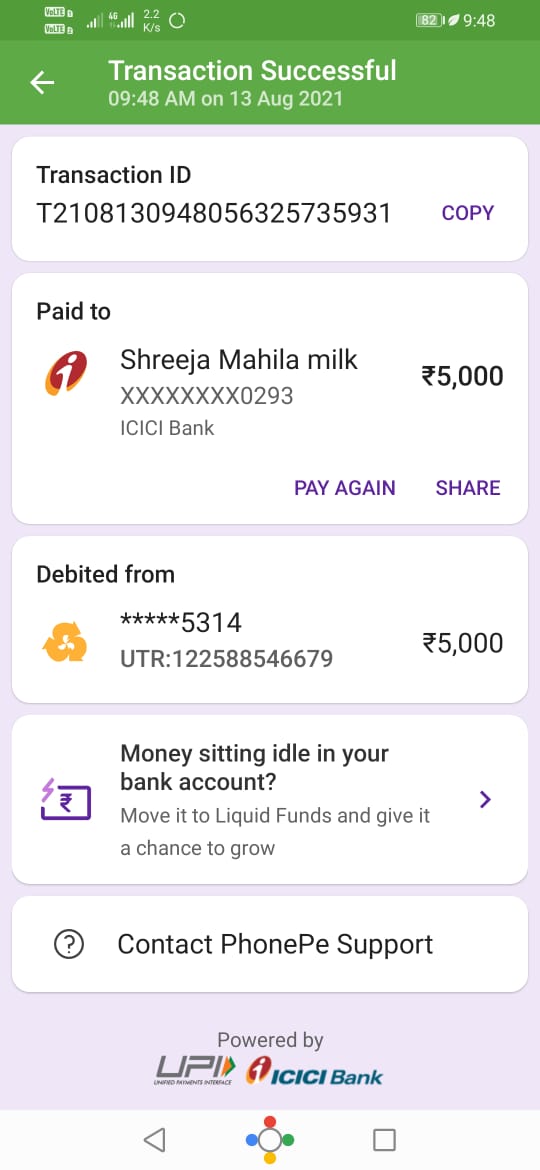 VoLTE 1
VoLTE 2
4G
2.2
K/s
82
9:48
Transaction Successful
09:48 AM on 13 Aug 2021
Transaction ID
T2108130948056325735931
COPY
Paid to
Shreeja Mahila milk
₹5,000
XXXXXXXX0293
ICICI Bank
PAY AGAIN
SHARE
Debited from
*****5314
₹5,000
UTR:122588546679
Money sitting idle in your
bank account?
Move it to Liquid Funds and give it
a chance to grow
Contact PhonePe Support
Powered by
UPI
UNIFIED PAYMENTS INTERFACE
ICICI Bank